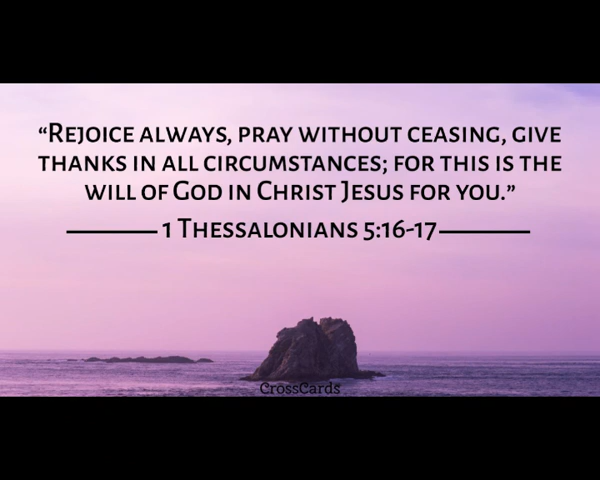 “Rejoice always, pray without ceasing, give
thanks in all circumstances; for this is the
will of God in Christ Jesus for you.”
1 Thessalonians 5:16-17
CrossCards